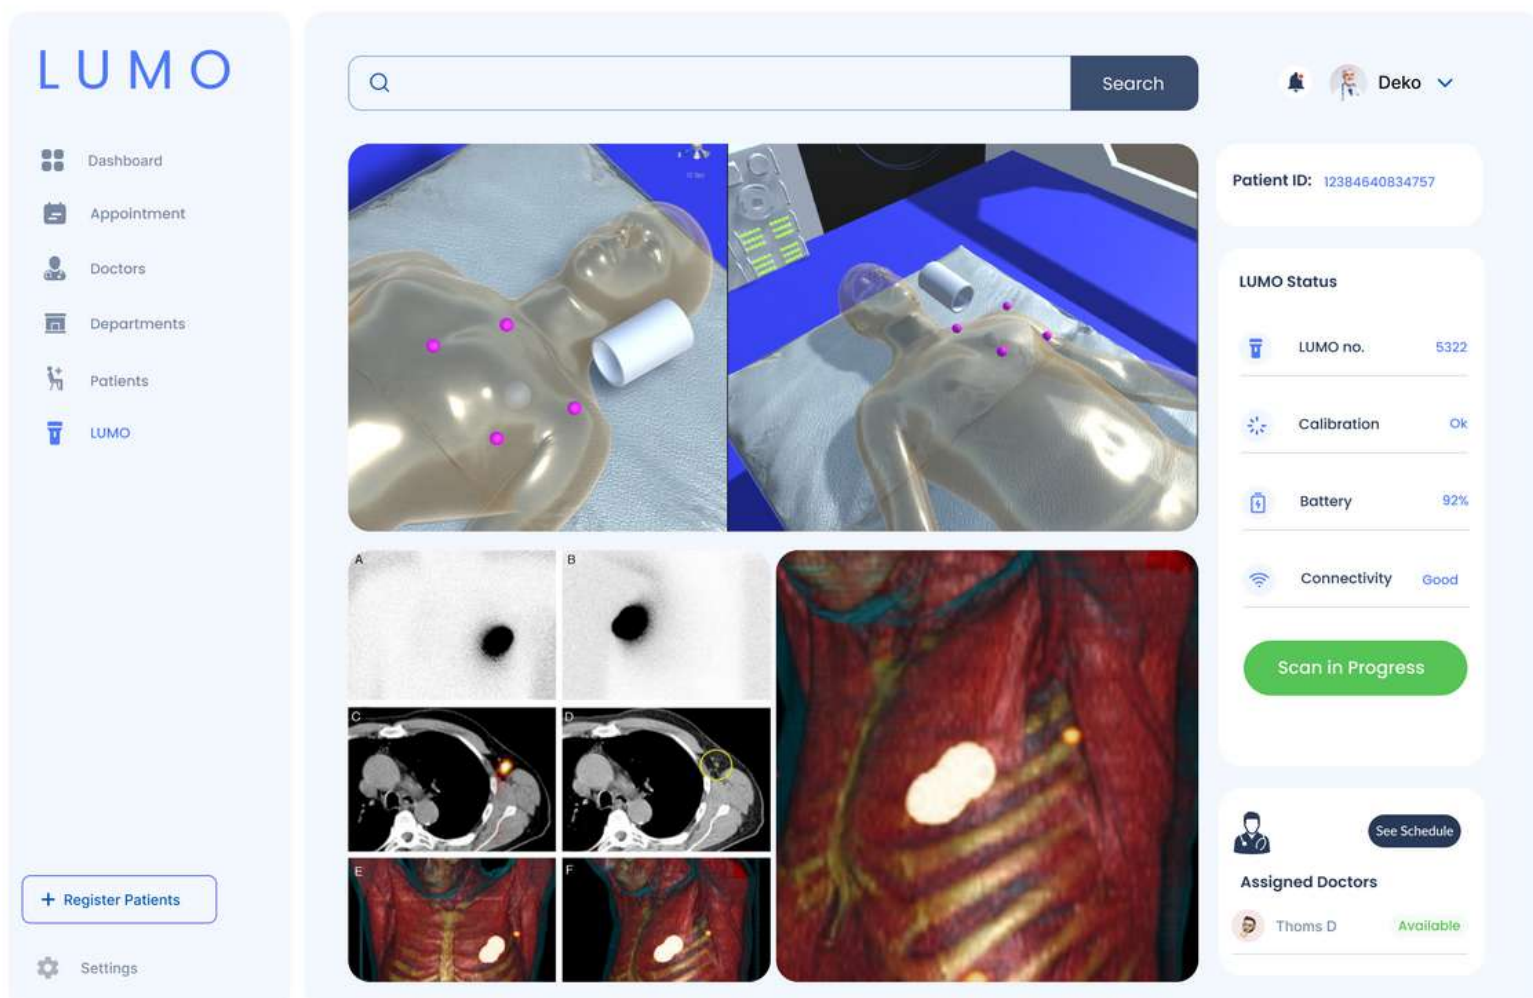 LUMO
Dashboard
Appointment
Doctors
Departments
Patients
LUMO
+ Register Patients
Settings
Search
Deko
A
B
C
D
E
F
Patient ID: 12384640834757
LUMO Status
LUMO no. 5322
Calibration Ok
Battery 92%
Connectivity Good
Scan in Progress
See Schedule
Assigned Doctors
Thoms D Available